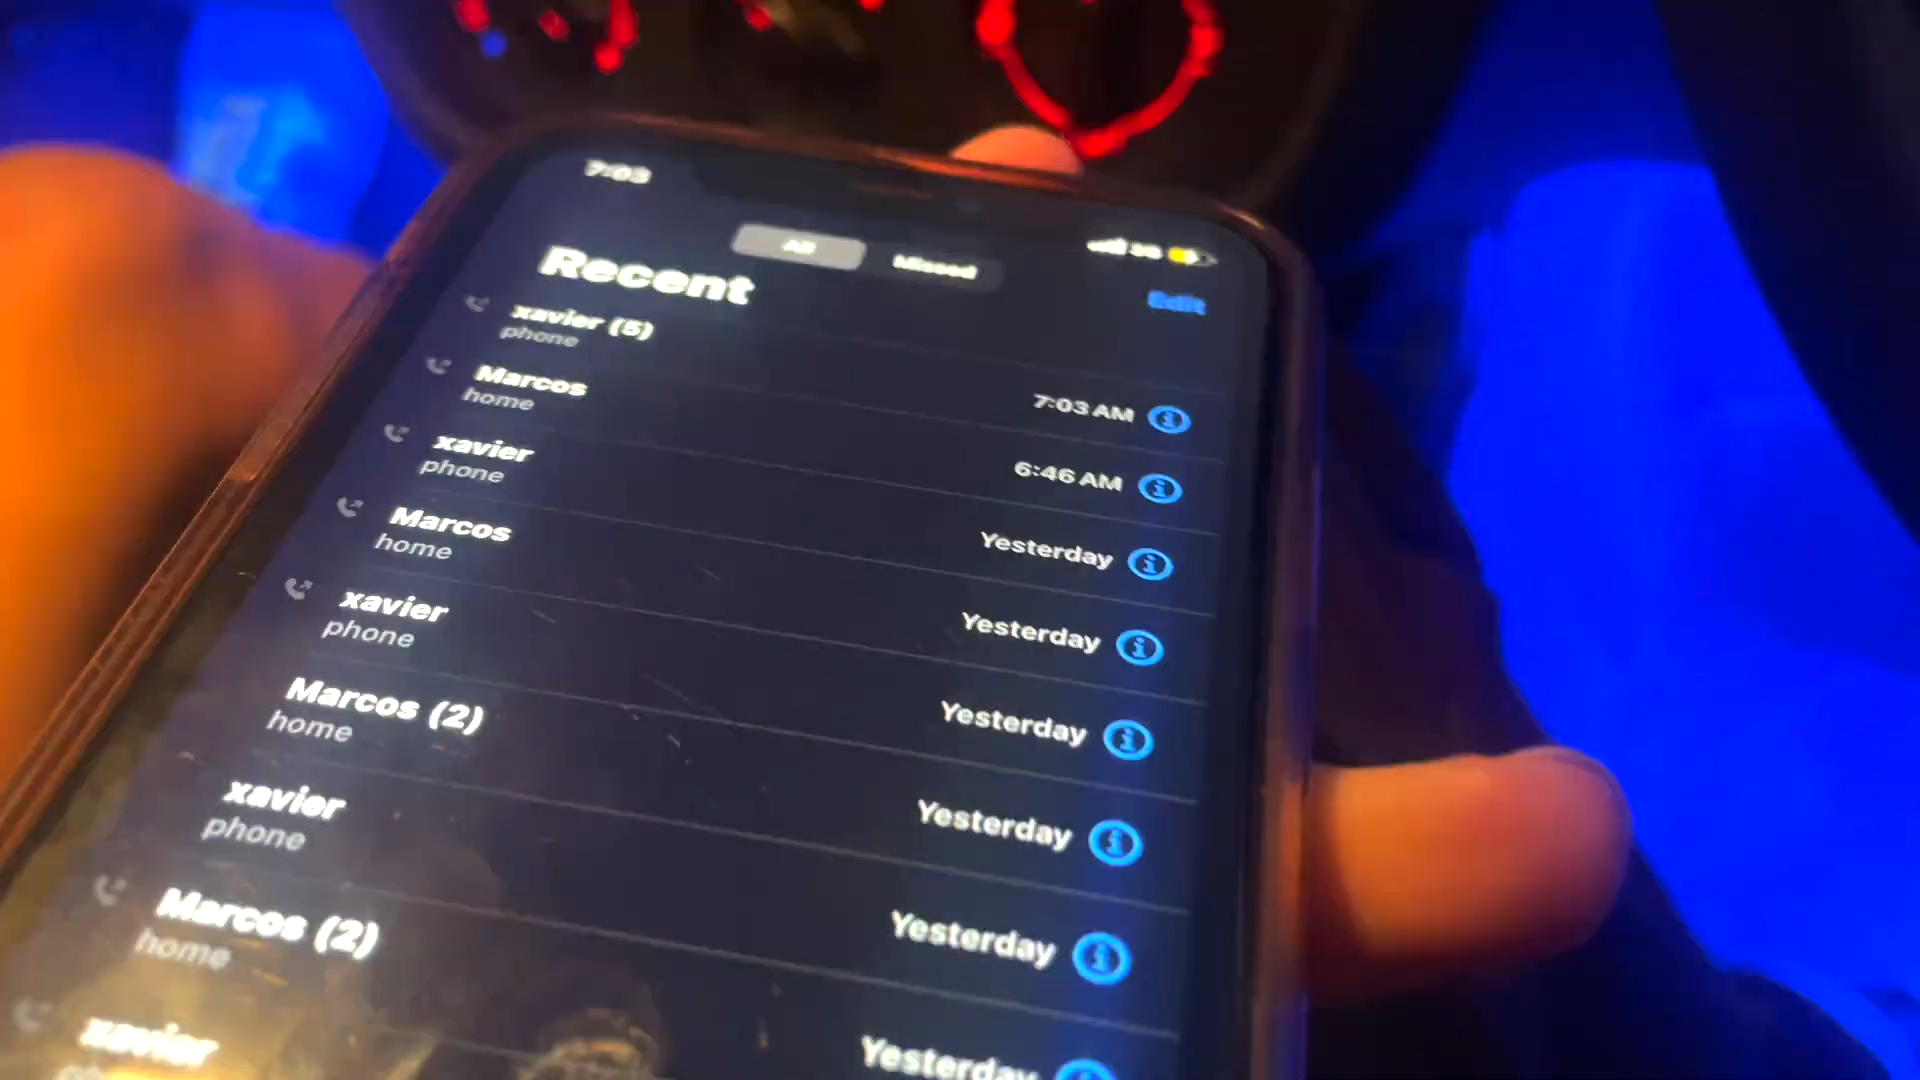 7:03
All Missed
Edit
Recent
xavier (5)
phone
7:03 AM
Marcos
home
6:46 AM
xavier
phone
Yesterday
Marcos
home
Yesterday
xavier
phone
Yesterday
Marcos (2)
home
Yesterday
xavier
phone
Yesterday
Marcos (2)
home
Yesterday
xavier